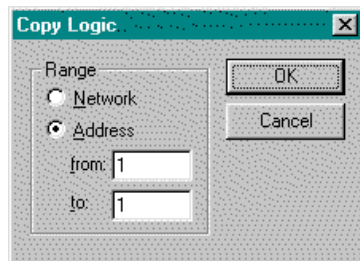 Copy Logic
Range
Network
Address
from: 1
to: 1
OK
Cancel